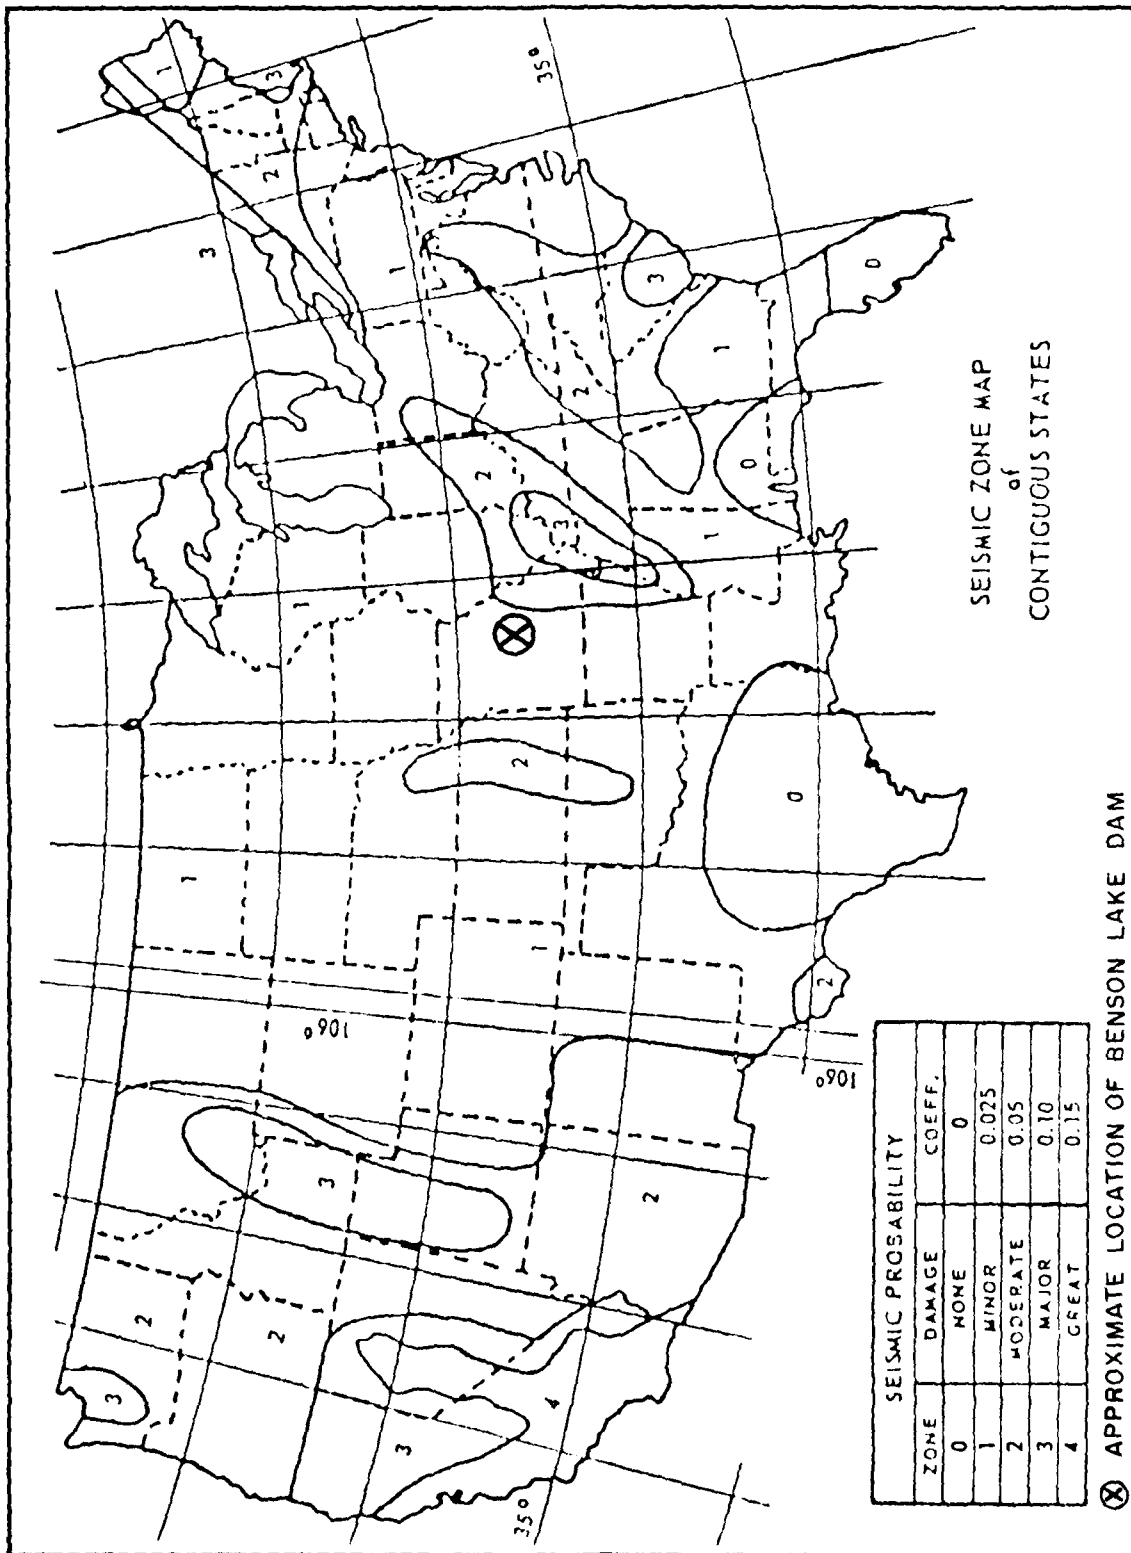 SEISMIC ZONE MAP
of
CONTIGUOUS STATES
3
2
2
3
4
3
2
1
106°
106°
35°
1
2
2
0
1
2
3
1
0
2
1
3
0
1
3
2
1
3
35°
SEISMIC PROBABILITY
ZONE DAMAGE COEFF.
0 NONE 0
1 MINOR 0.025
2 MODERATE 0.05
3 MAJOR 0.10
4 GREAT 0.15
⊗ APPROXIMATE LOCATION OF BENSON LAKE DAM